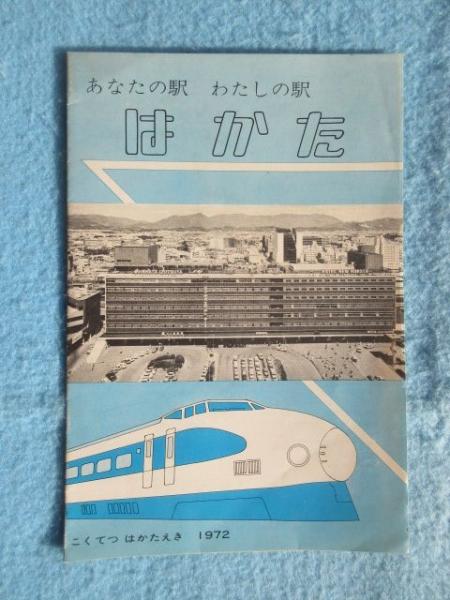 あなたの駅 わたしの駅
はかた
こくてつ はかたえき 1972